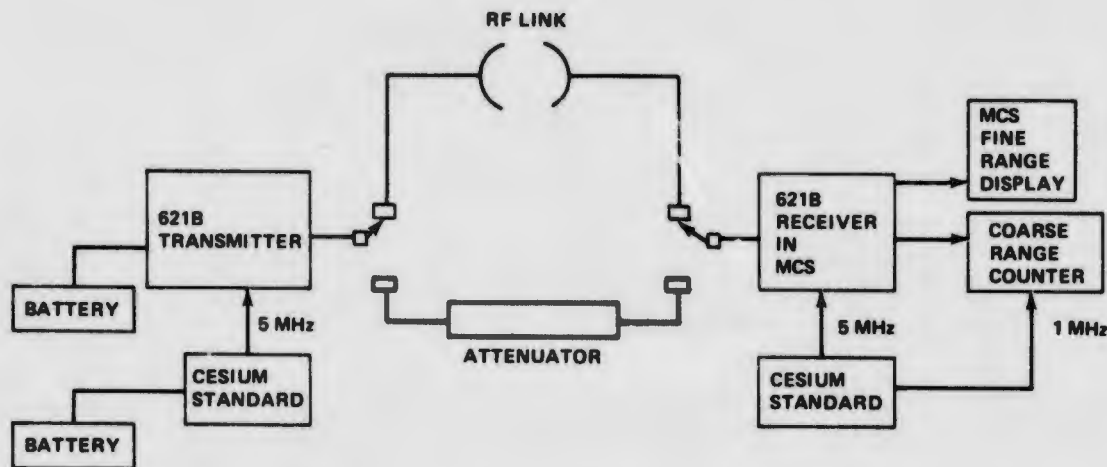 RF LINK
621B
TRANSMITTER
BATTERY
5 MHz
CESIUM
STANDARD
BATTERY
ATTENUATOR
621B
RECEIVER
IN
MCS
MCS
FINE
RANGE
DISPLAY
COARSE
RANGE
COUNTER
5 MHz
1 MHz
CESIUM
STANDARD